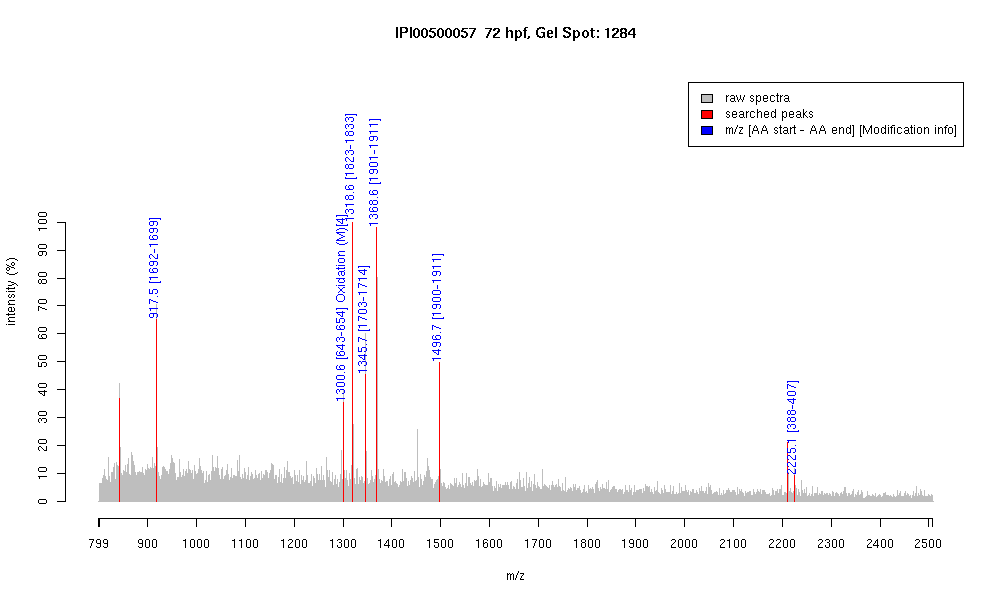 IPI00500057 72 hpf, Gel Spot: 1284
raw spectra
searched peaks
m/z [AA start - AA end] [Modification info]
917.5 [1692-1699]
1300.6 [643-654] Oxidation (M)[4]
1318.6 [1823-1833]
1345.7 [1703-1714]
1368.6 [1901-1911]
1496.7 [1900-1911]
2225.1 [388-407]
intensity (%)
100
90
80
70
60
50
40
30
20
10
0
799 900 1000 1100 1200 1300 1400 1500 1600 1700 1800 1900 2000 2100 2200 2300 2400 2500
m/z